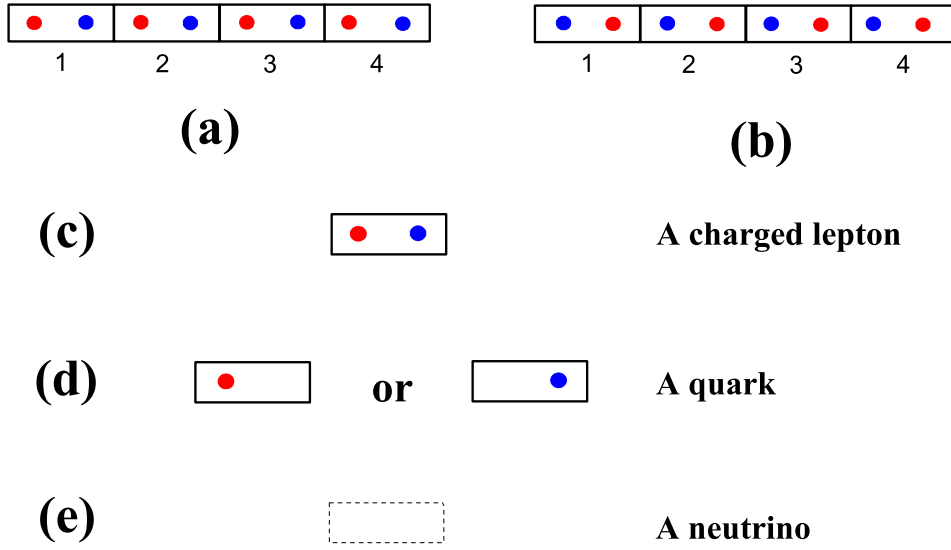 1 2 3 4
(a)
1 2 3 4
(b)
(c) A charged lepton
(d) or A quark
(e) A neutrino